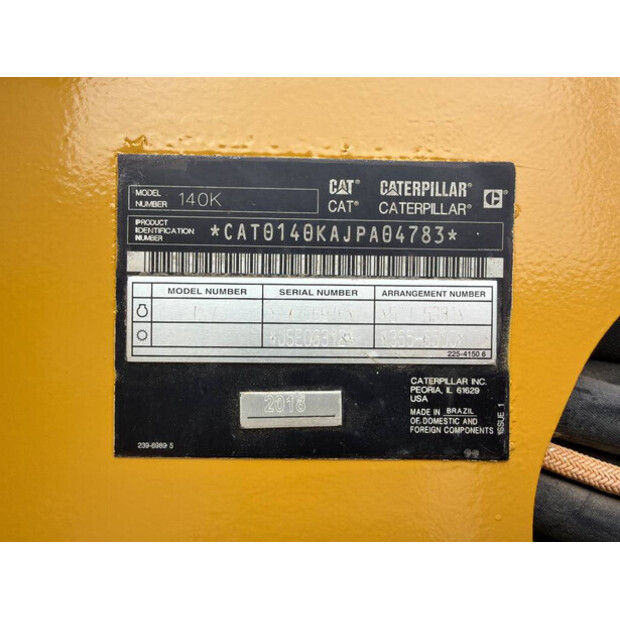 MODEL NUMBER 140K
CAT® CATERPILLAR®
CAT® CATERPILLAR®
PRODUCT IDENTIFICATION NUMBER *CAT0140KAJPA04783*
MODEL NUMBER SERIAL NUMBER ARRANGEMENT NUMBER
225-4150 6
2018
CATERPILLAR INC.
PEORIA, IL 61629
USA
MADE IN BRAZIL
OF DOMESTIC AND
FOREIGN COMPONENTS
ISSUE 1
239-8989 5